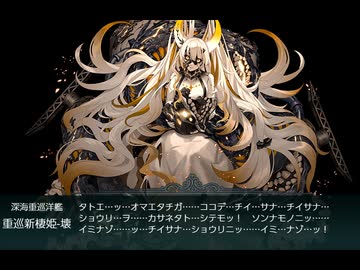 深海重巡洋艦
重巡新棲姫-壊
タトエ…ッ…オマエタチガ……ココデ…チイ…サナ…チイサナ…
ショウリ…ヲ……カサネタト…シテモッ！　ソンナモノニッ……
イミナゾ……ッ…チイサナ…ショウリニッ……イミ…ナゾ…ッ！